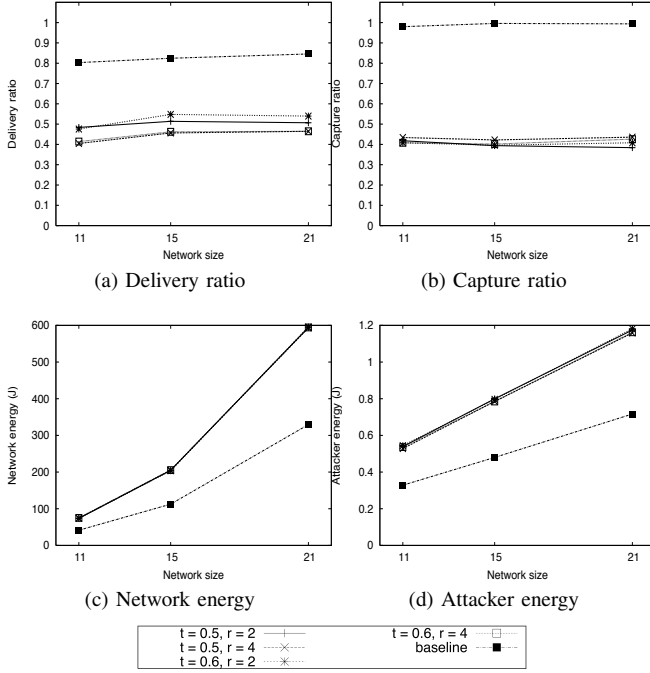 1
0.9
0.8
0.7
0.6
0.5
0.4
0.3
0.2
0.1
0
Delivery ratio
11 15 21
Network size
(a) Delivery ratio
1
0.9
0.8
0.7
0.6
0.5
0.4
0.3
0.2
0.1
0
Capture ratio
11 15 21
Network size
(b) Capture ratio
600
500
400
300
200
100
0
Network energy (J)
11 15 21
Network size
(c) Network energy
1.2
1
0.8
0.6
0.4
0.2
0
Attacker energy (J)
11 15 21
Network size
(d) Attacker energy
t = 0.5, r = 2
t = 0.5, r = 4
t = 0.6, r = 2
t = 0.6, r = 4
baseline